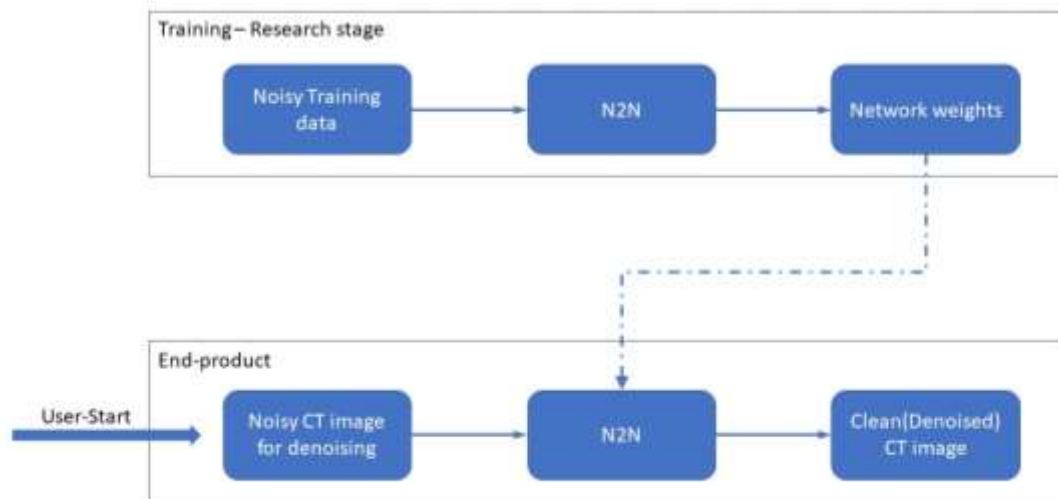 Training – Research stage
Noisy Training
data
N2N
Network weights
End-product
User-Start
Noisy CT image
for denoising
N2N
Clean(Denoised)
CT image